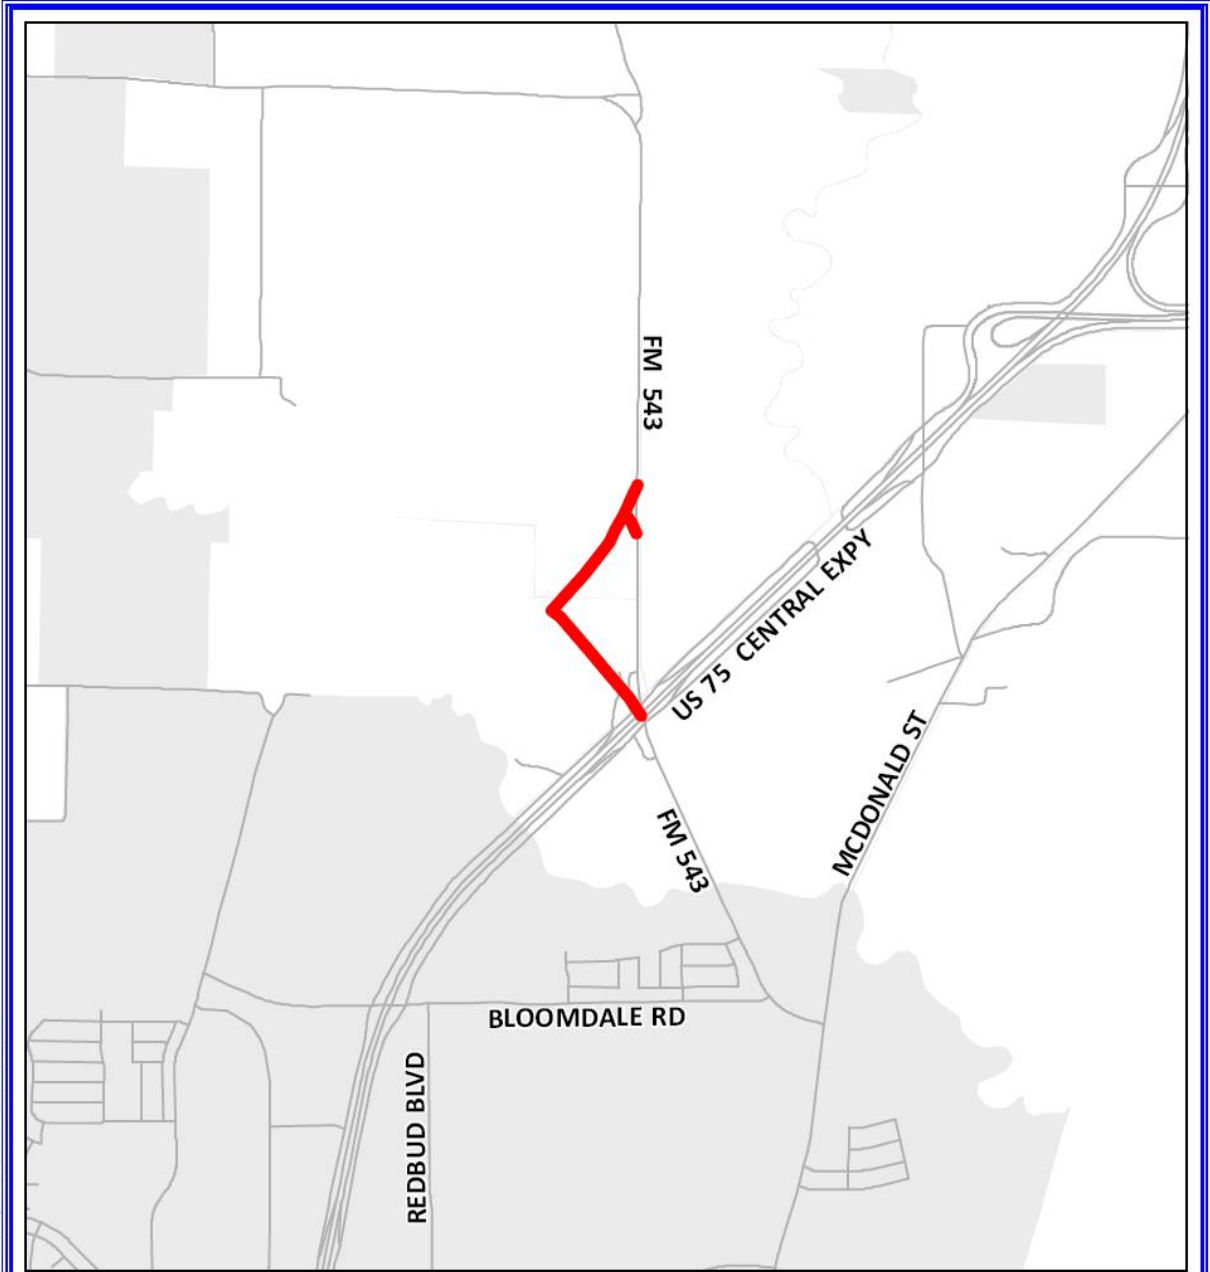 FM 543
US 75 CENTRAL EXPY
MCDONALD ST
FM 543
BLOOMDALE RD
REDBUD BLVD